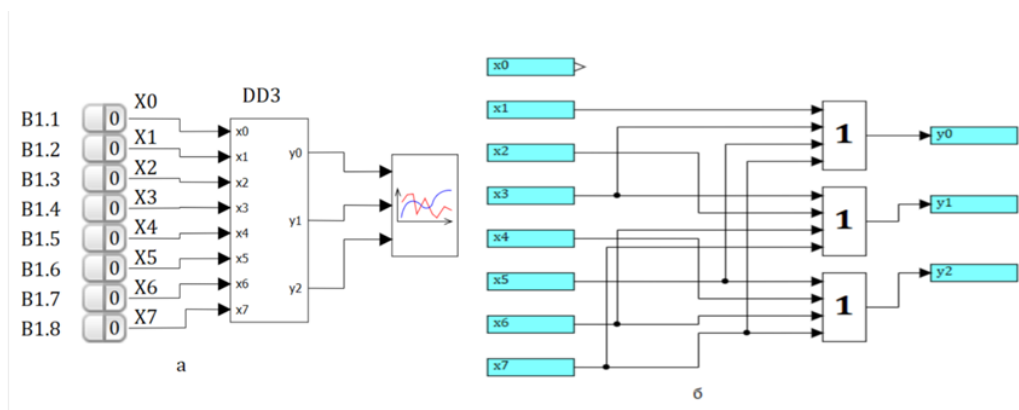 B1.1 0 X0
B1.2 0 X1
B1.3 0 X2
B1.4 0 X3
B1.5 0 X4
B1.6 0 X5
B1.7 0 X6
B1.8 0 X7
DD3
x0
x1
x2
x3
x4
x5
x6
x7
y0
y1
y2
а
x0
x1
x2
x3
x4
x5
x6
x7
1
1
1
y0
y1
y2
б